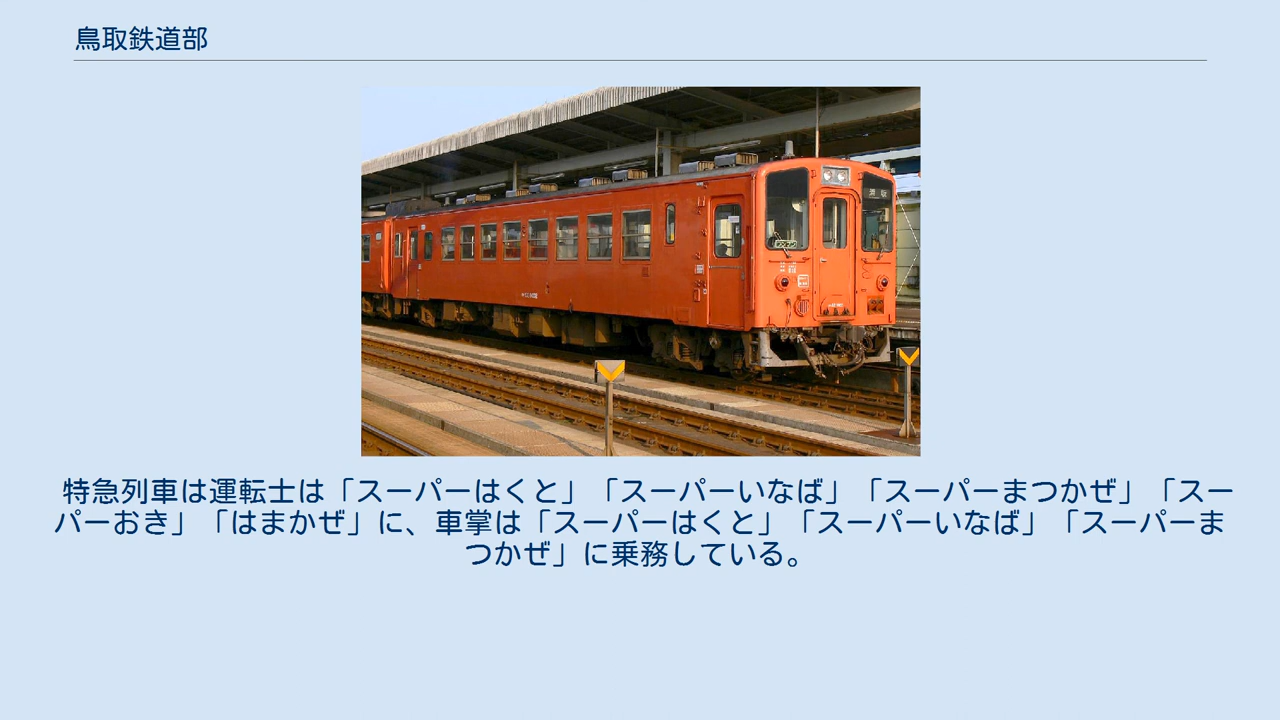 鳥取鉄道部
特急列車は運転士は「スーパーはくと」「スーパーいなば」「スーパーまつかぜ」「スー
パーおき」「はまかぜ」に、車掌は「スーパーはくと」「スーパーいなば」「スーパーま
つかぜ」に乗務している。